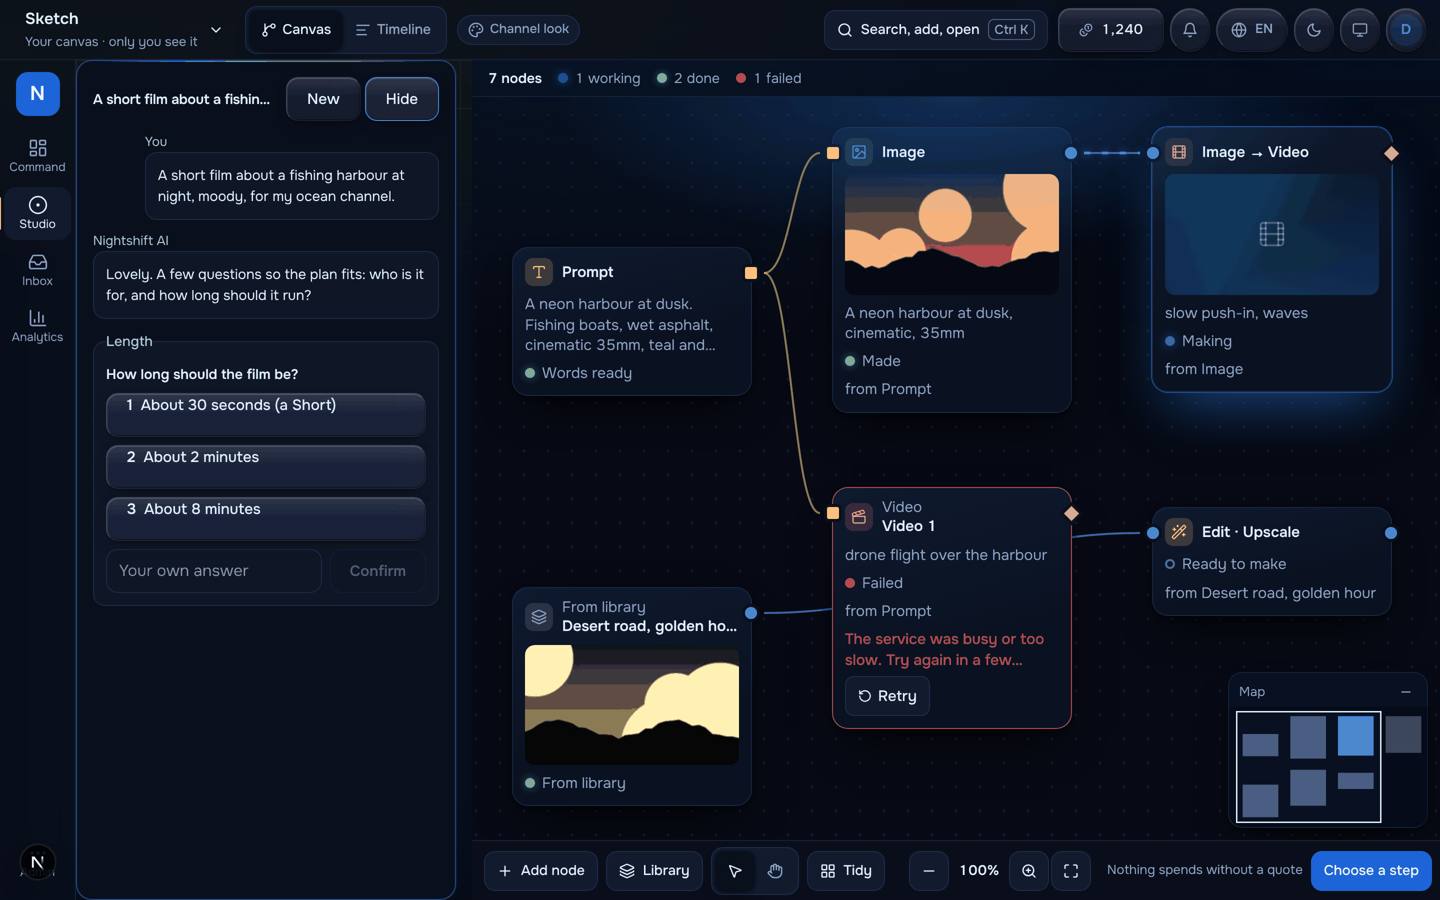 Sketch
Your canvas · only you see it
Canvas
Timeline
Channel look
Search, add, open
Ctrl K
1,240
EN
D
N
Command
Studio
Inbox
Analytics
N
A short film about a fishin...
New
Hide
You
A short film about a fishing harbour at
night, moody, for my ocean channel.
Nightshift AI
Lovely. A few questions so the plan fits: who is it
for, and how long should it run?
Length
How long should the film be?
1 About 30 seconds (a Short)
2 About 2 minutes
3 About 8 minutes
Your own answer
Confirm
7 nodes
1 working
2 done
1 failed
Prompt
A neon harbour at dusk.
Fishing boats, wet asphalt,
cinematic 35mm, teal and...
Words ready
Image
A neon harbour at dusk,
cinematic, 35mm
Made
from Prompt
Image → Video
slow push-in, waves
Making
from Image
Video
Video 1
drone flight over the harbour
Failed
from Prompt
The service was busy or too
slow. Try again in a few...
Retry
From library
Desert road, golden ho...
From library
Edit · Upscale
Ready to make
from Desert road, golden hour
Map
Add node
Library
Tidy
100%
Nothing spends without a quote
Choose a step